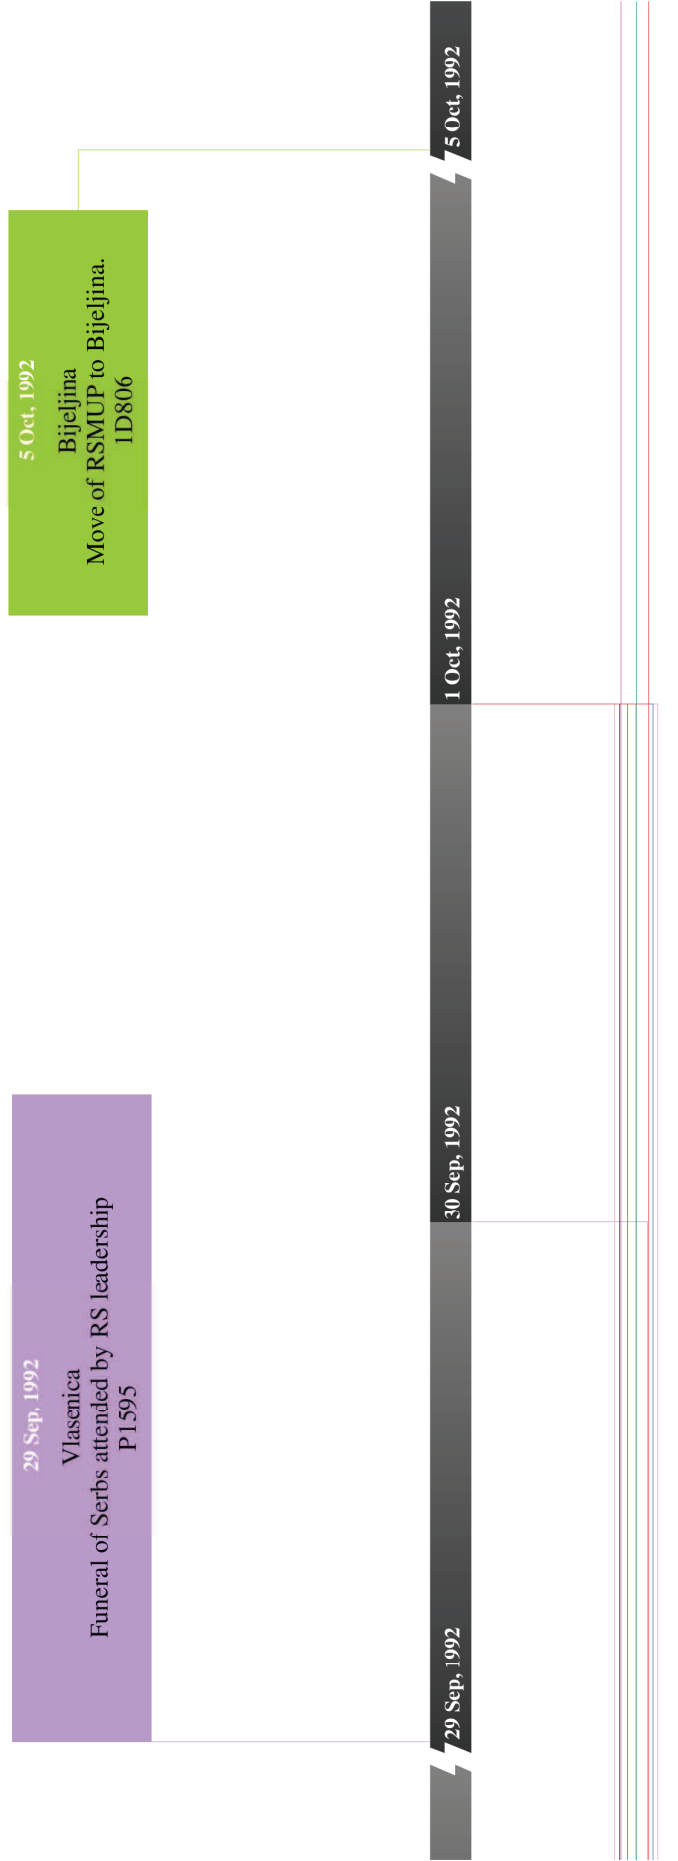 29 Sep, 1992
Vlasenica
Funeral of Serbs attended by RS leadership
P1595
5 Oct, 1992
Bijeljina
Move of RSMUP to Bijeljina.
1D806
29 Sep, 1992
30 Sep, 1992
1 Oct, 1992
5 Oct, 1992